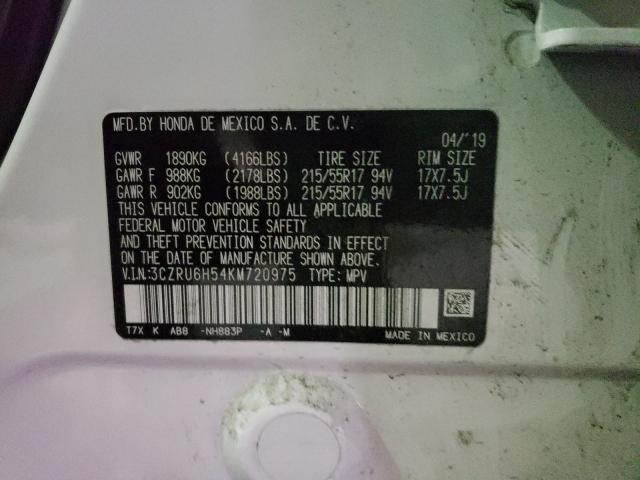 MFD.BY HONDA DE MEXICO S.A. DE C.V.
04/'19
GVWR 1890KG (4166LBS) TIRE SIZE RIM SIZE
GAWR F 988KG (2178LBS) 215/55R17 94V 17X7.5J
GAWR R 902KG (1988LBS) 215/55R17 94V 17X7.5J
THIS VEHICLE CONFORMS TO ALL APPLICABLE
FEDERAL MOTOR VEHICLE SAFETY
AND THEFT PREVENTION STANDARDS IN EFFECT
ON THE DATE OF MANUFACTURE SHOWN ABOVE.
V.I.N.:3CZRU6H54KM720975 TYPE: MPV
T7X K AB8 -NH883P -A -M
MADE IN MEXICO